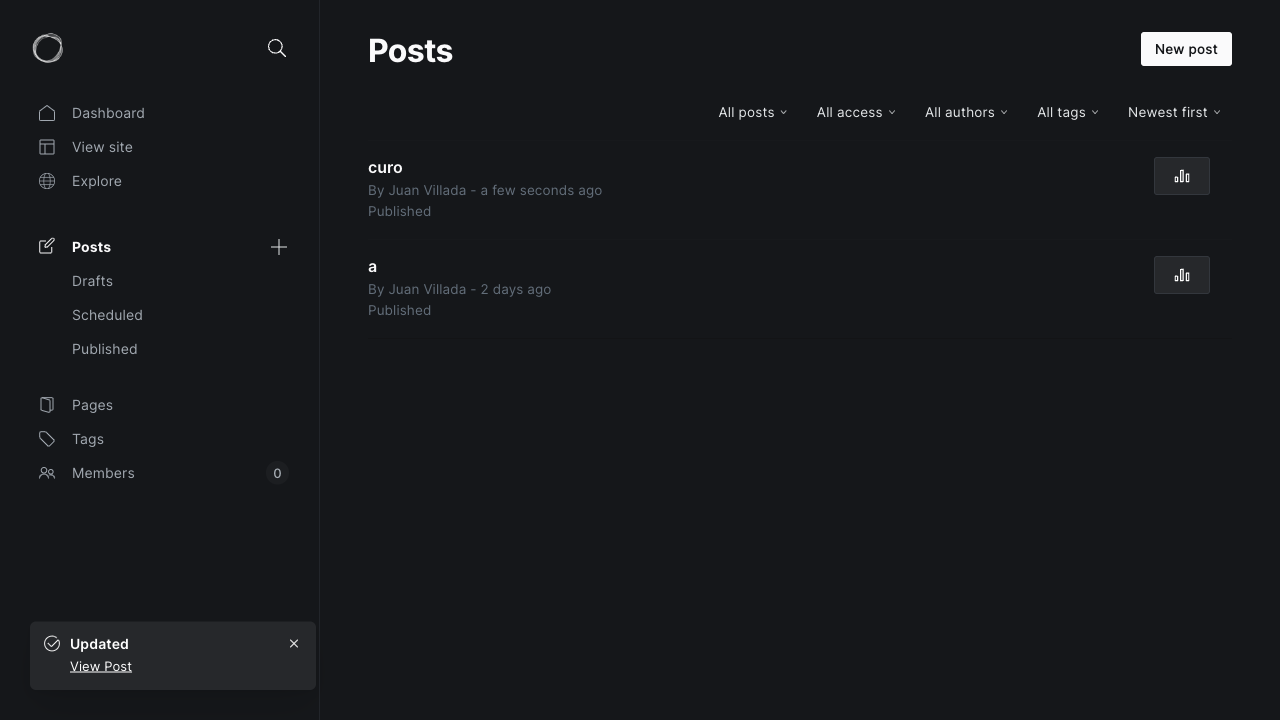 Dashboard
View site
Explore
Posts
Drafts
Scheduled
Published
Pages
Tags
Members 0
Updated
View Post
Posts
New post
All posts All access All authors All tags Newest first
curo
By Juan Villada - a few seconds ago
Published
a
By Juan Villada - 2 days ago
Published